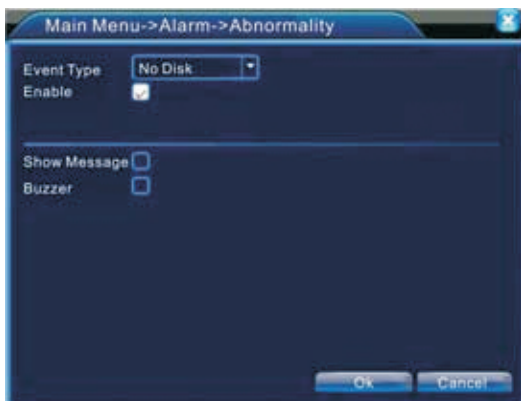 Main Menu->Alarm->Abnormality
Event Type No Disk
Enable
Show Message
Buzzer
Ok Cancel